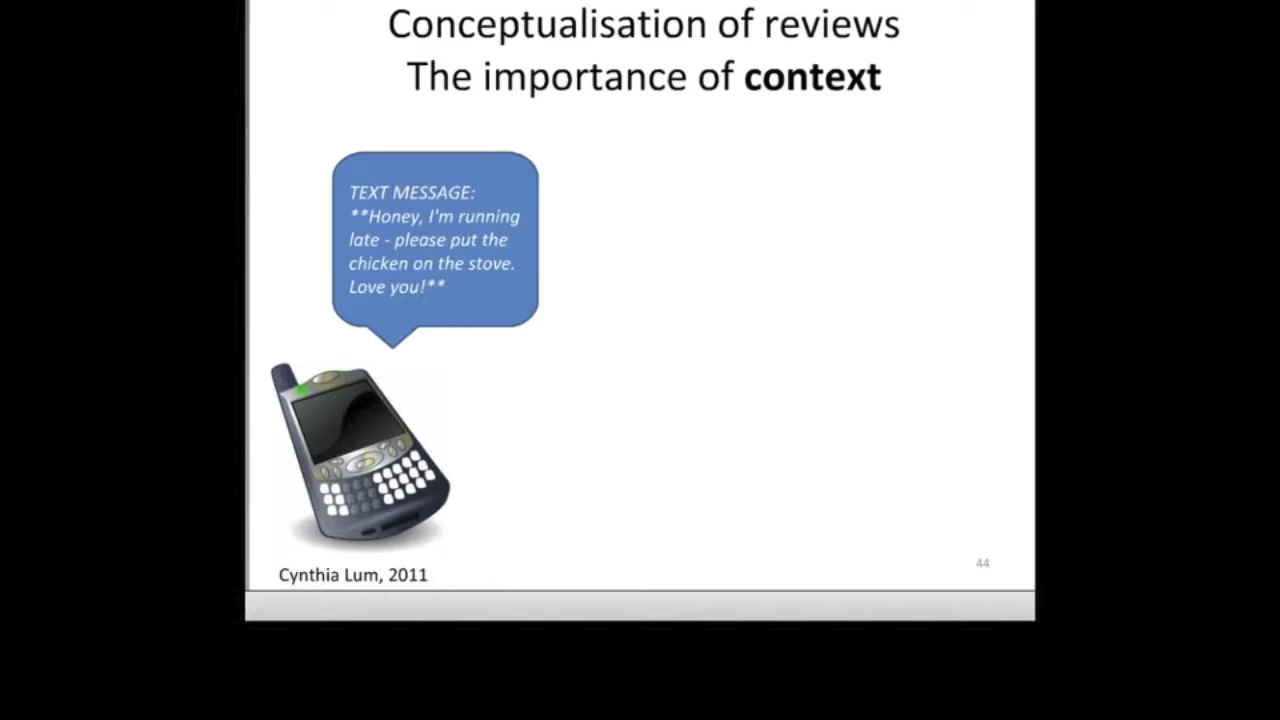 Conceptualisation of reviews
The importance of context
TEXT MESSAGE:
**Honey, I'm running
late - please put the
chicken on the stove.
Love you!**
44
Cynthia Lum, 2011